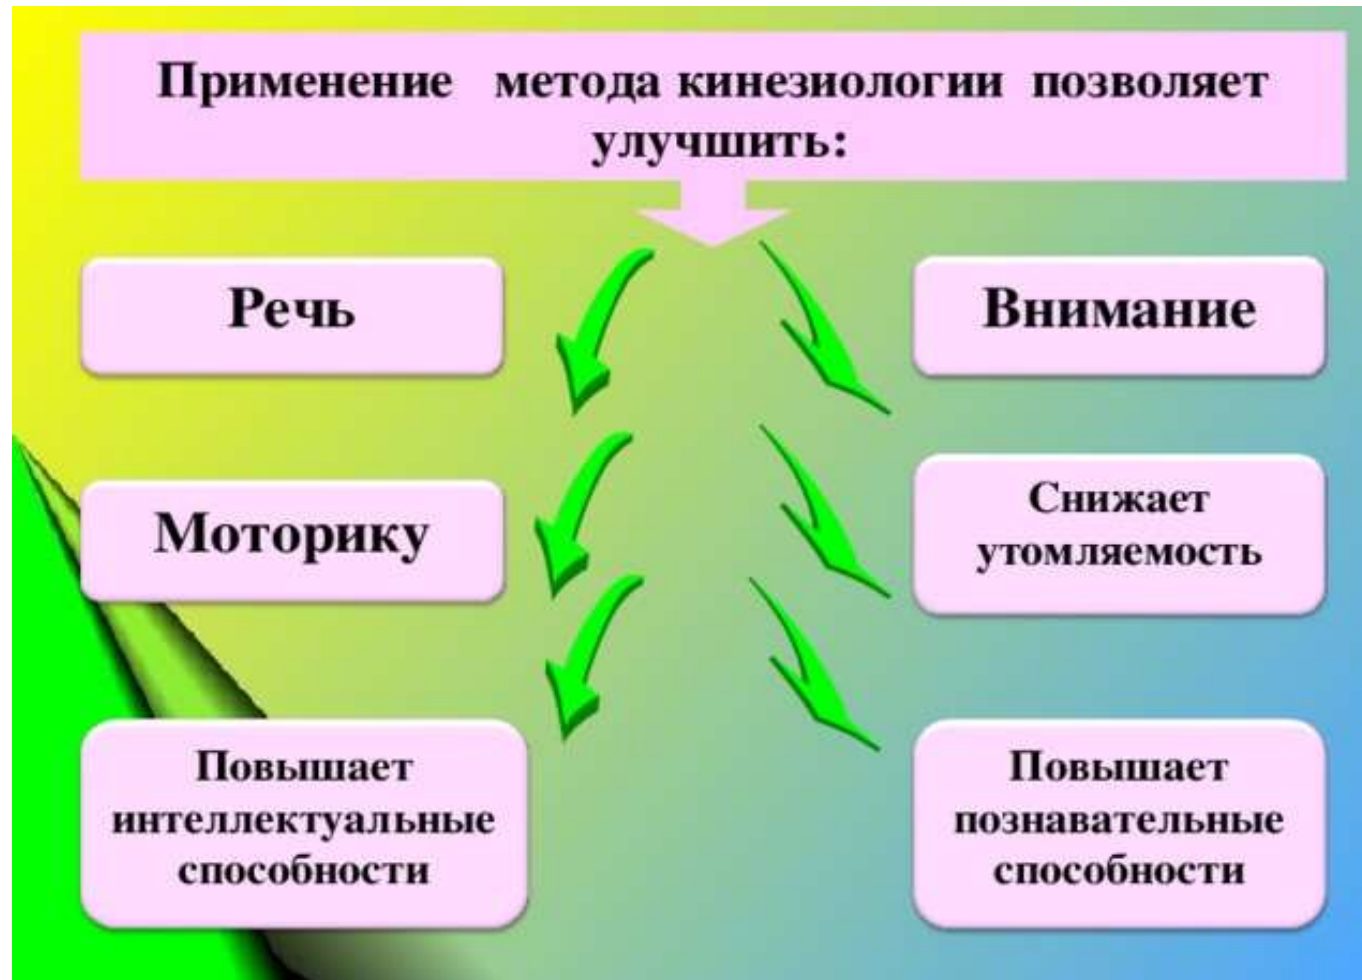 Применение метода кинезиологии позволяет
улучшить:
Речь
Внимание
Моторику
Снижает
утомляемость
Повышает
интеллектуальные
способности
Повышает
познавательные
способности